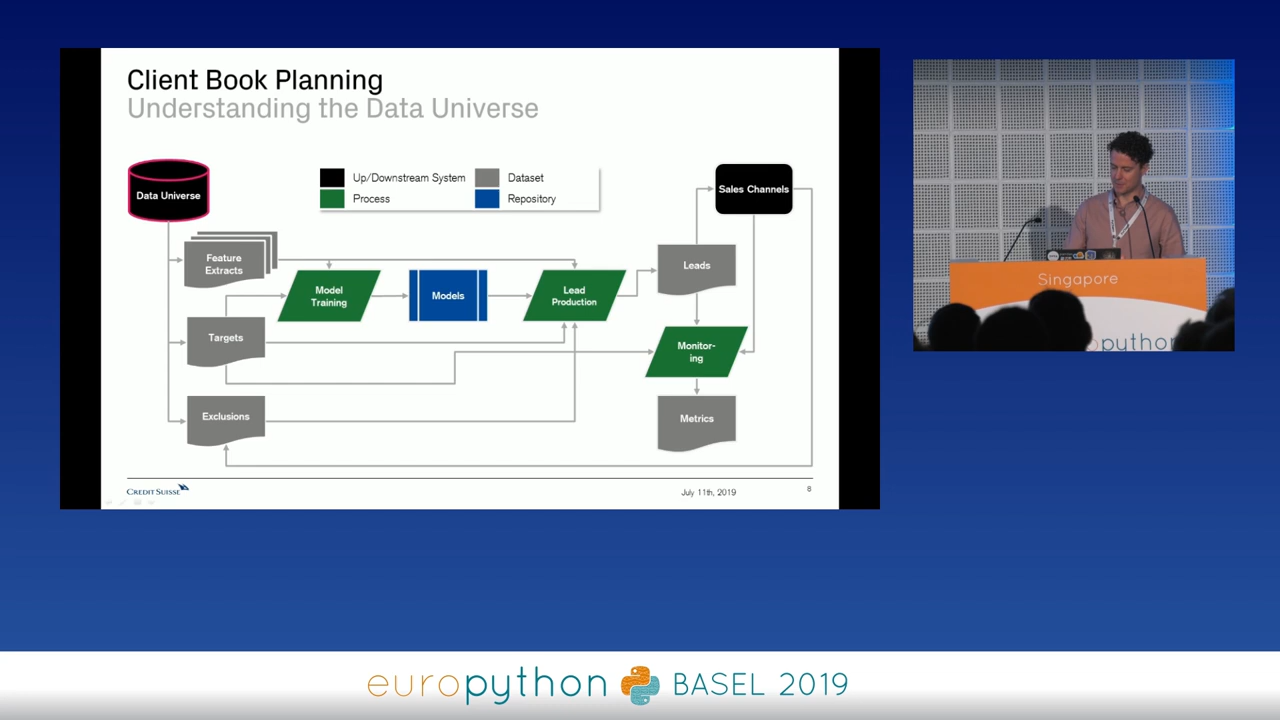 Client Book Planning
Understanding the Data Universe
Data Universe
Up/Downstream System
Dataset
Process
Repository
Sales Channels
Feature
Extracts
Model
Training
Models
Lead
Production
Leads
Targets
Monitor-
ing
Exclusions
Metrics
CREDIT SUISSE
July 11th, 2019
8
Singapore
europython
europython BASEL 2019